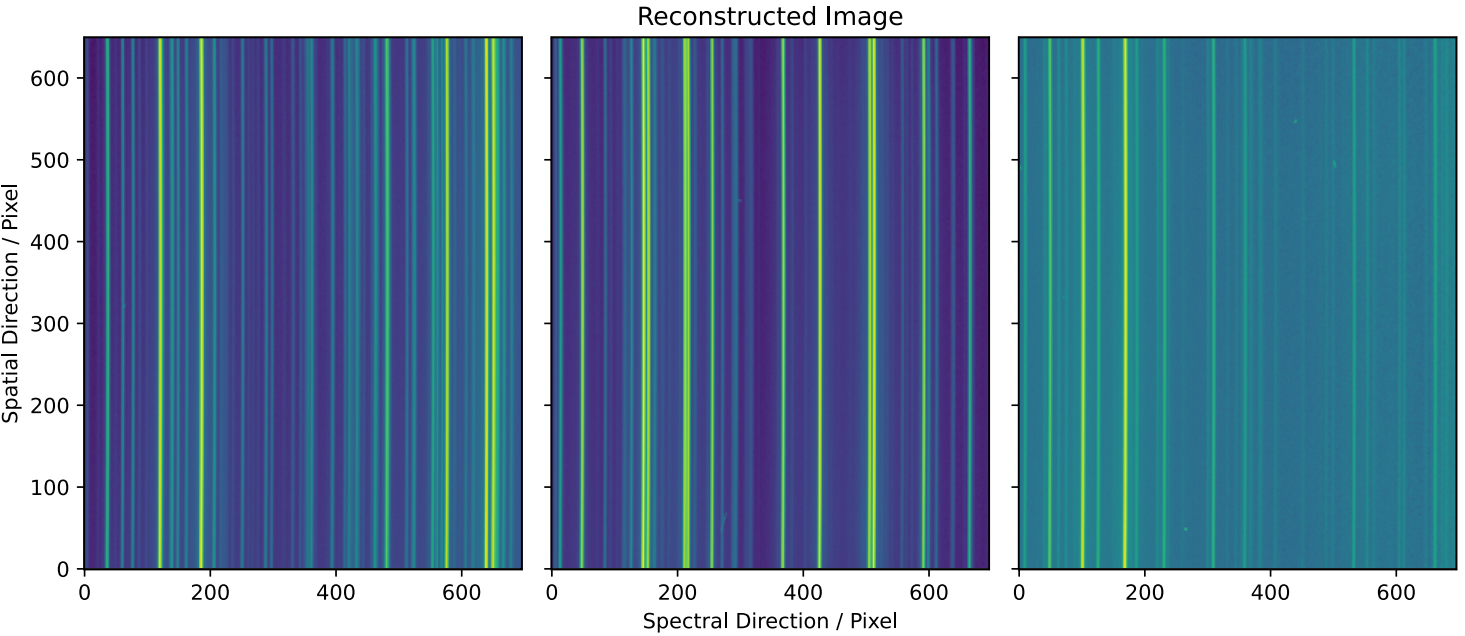 Reconstructed Image
Spatial Direction / Pixel
600
500
400
300
200
100
0
0 200 400 600
0 200 400 600
0 200 400 600
Spectral Direction / Pixel